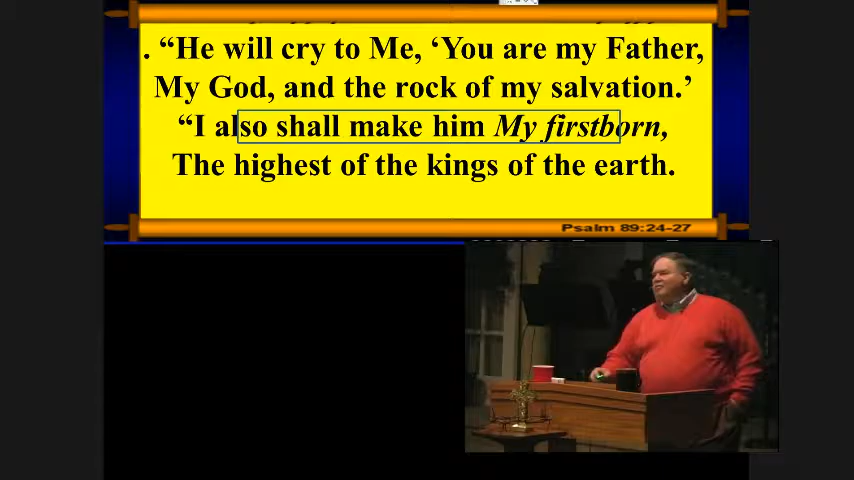 . “He will cry to Me, ‘You are my Father,
My God, and the rock of my salvation.’
“I also shall make him My firstborn,
The highest of the kings of the earth.
Psalm 89:24-27